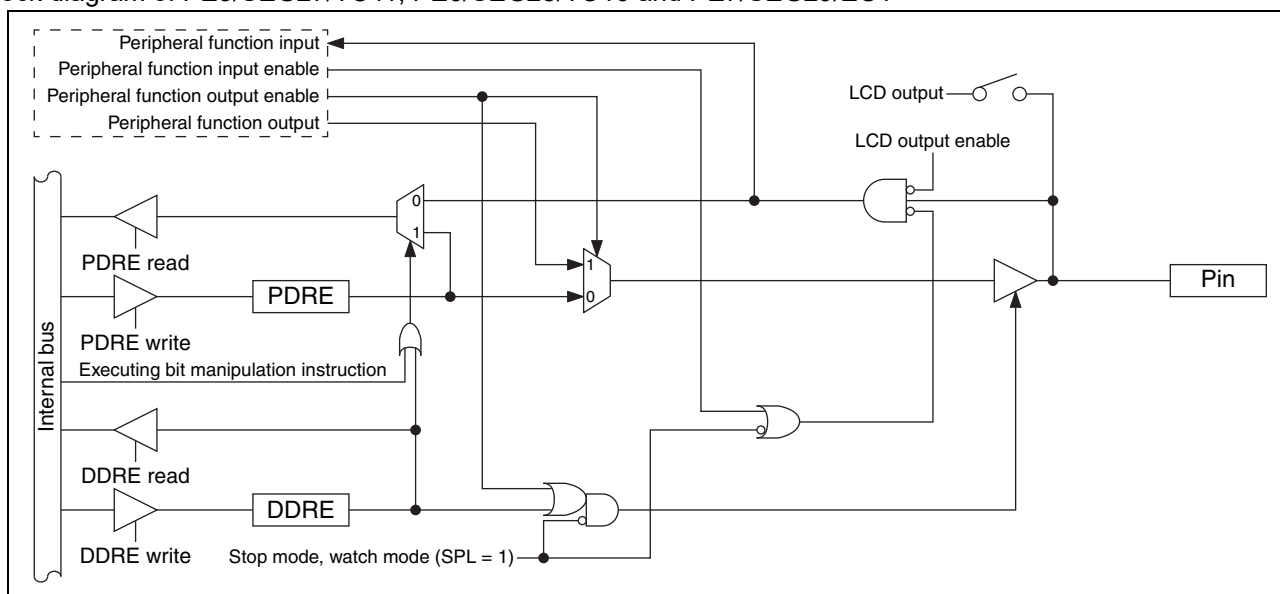 Peripheral function input
Peripheral function input enable
Peripheral function output enable
Peripheral function output
LCD output
LCD output enable
0
1
PDRE read
PDRE
1
0
Pin
PDRE write
Internal bus
Executing bit manipulation instruction
DDRE read
DDRE
DDRE write
Stop mode, watch mode (SPL = 1)